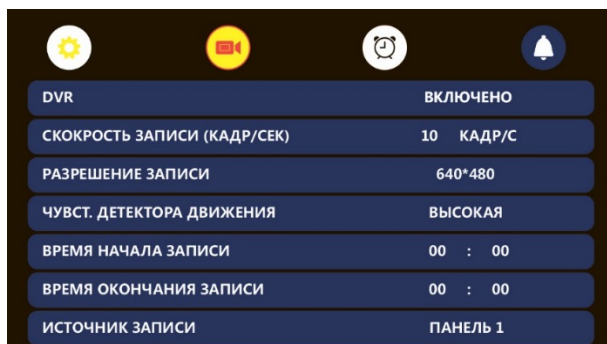 DVR ВКЛЮЧЕНО
СКОКРОСТЬ ЗАПИСИ (КАДР/СЕК) 10 КАДР/С
РАЗРЕШЕНИЕ ЗАПИСИ 640*480
ЧУВСТ. ДЕТЕКТОРА ДВИЖЕНИЯ ВЫСОКАЯ
ВРЕМЯ НАЧАЛА ЗАПИСИ 00 : 00
ВРЕМЯ ОКОНЧАНИЯ ЗАПИСИ 00 : 00
ИСТОЧНИК ЗАПИСИ ПАНЕЛЬ 1